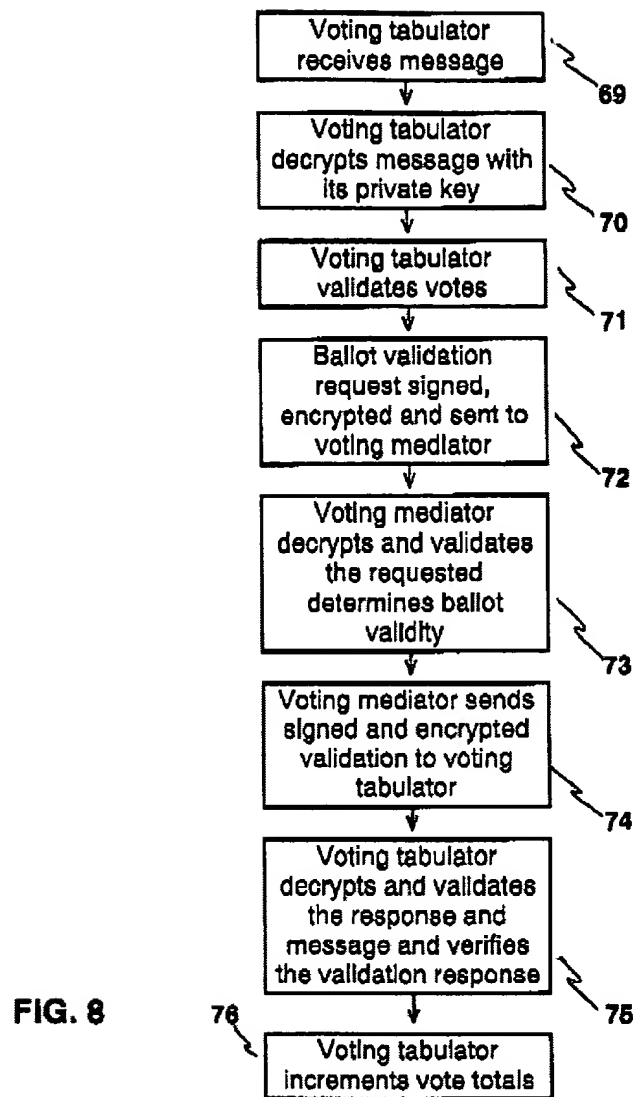 Voting tabulator
receives message
69
Voting tabulator
decrypts message with
its private key
70
Voting tabulator
validates votes
71
Ballot validation
request signed,
encrypted and sent to
voting mediator
72
Voting mediator
decrypts and validates
the requested
determines ballot
validity
73
Voting mediator sends
signed and encrypted
validation to voting
tabulator
74
Voting tabulator
decrypts and validates
the response and
message and verifies
the validation response
75
FIG. 8
76
Voting tabulator
increments vote totals